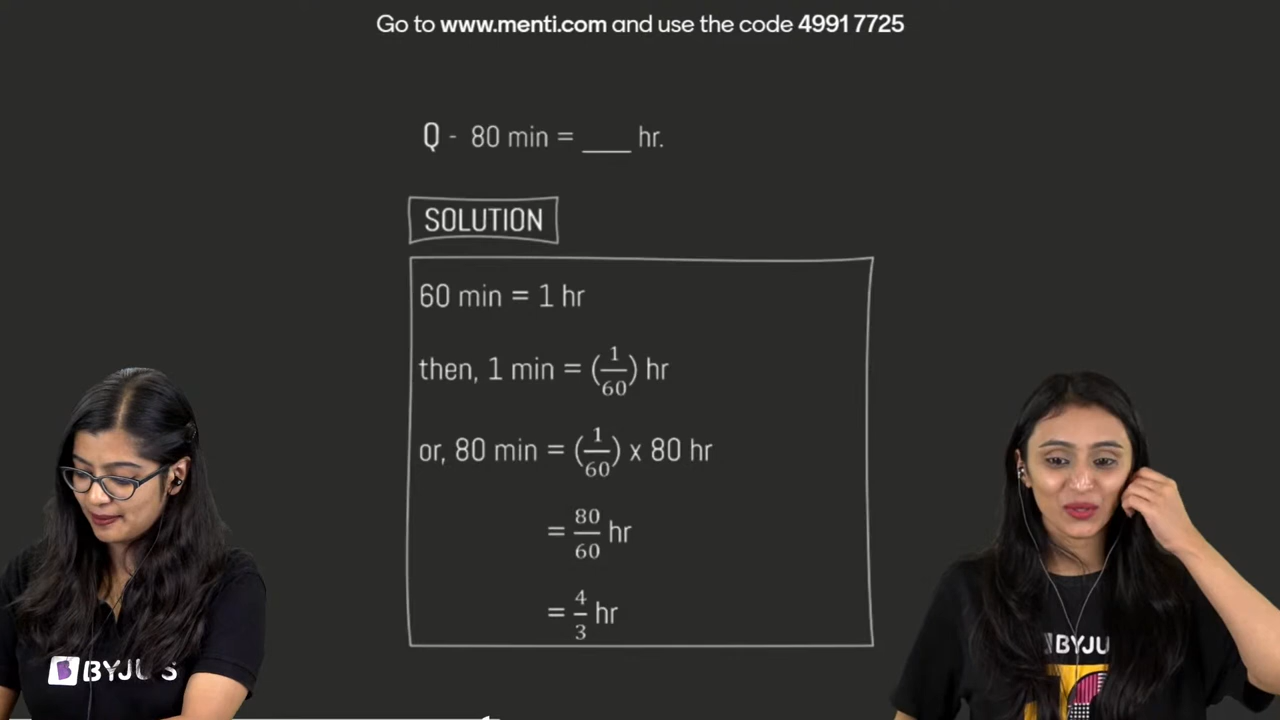 Go to www.menti.com and use the code 4991 7725
Q - 80 min = ____ hr.
SOLUTION
60 min = 1 hr
then, 1 min = (1/60) hr
or, 80 min = (1/60) x 80 hr
= 80/60 hr
= 4/3 hr
BYJU'S
BYJU